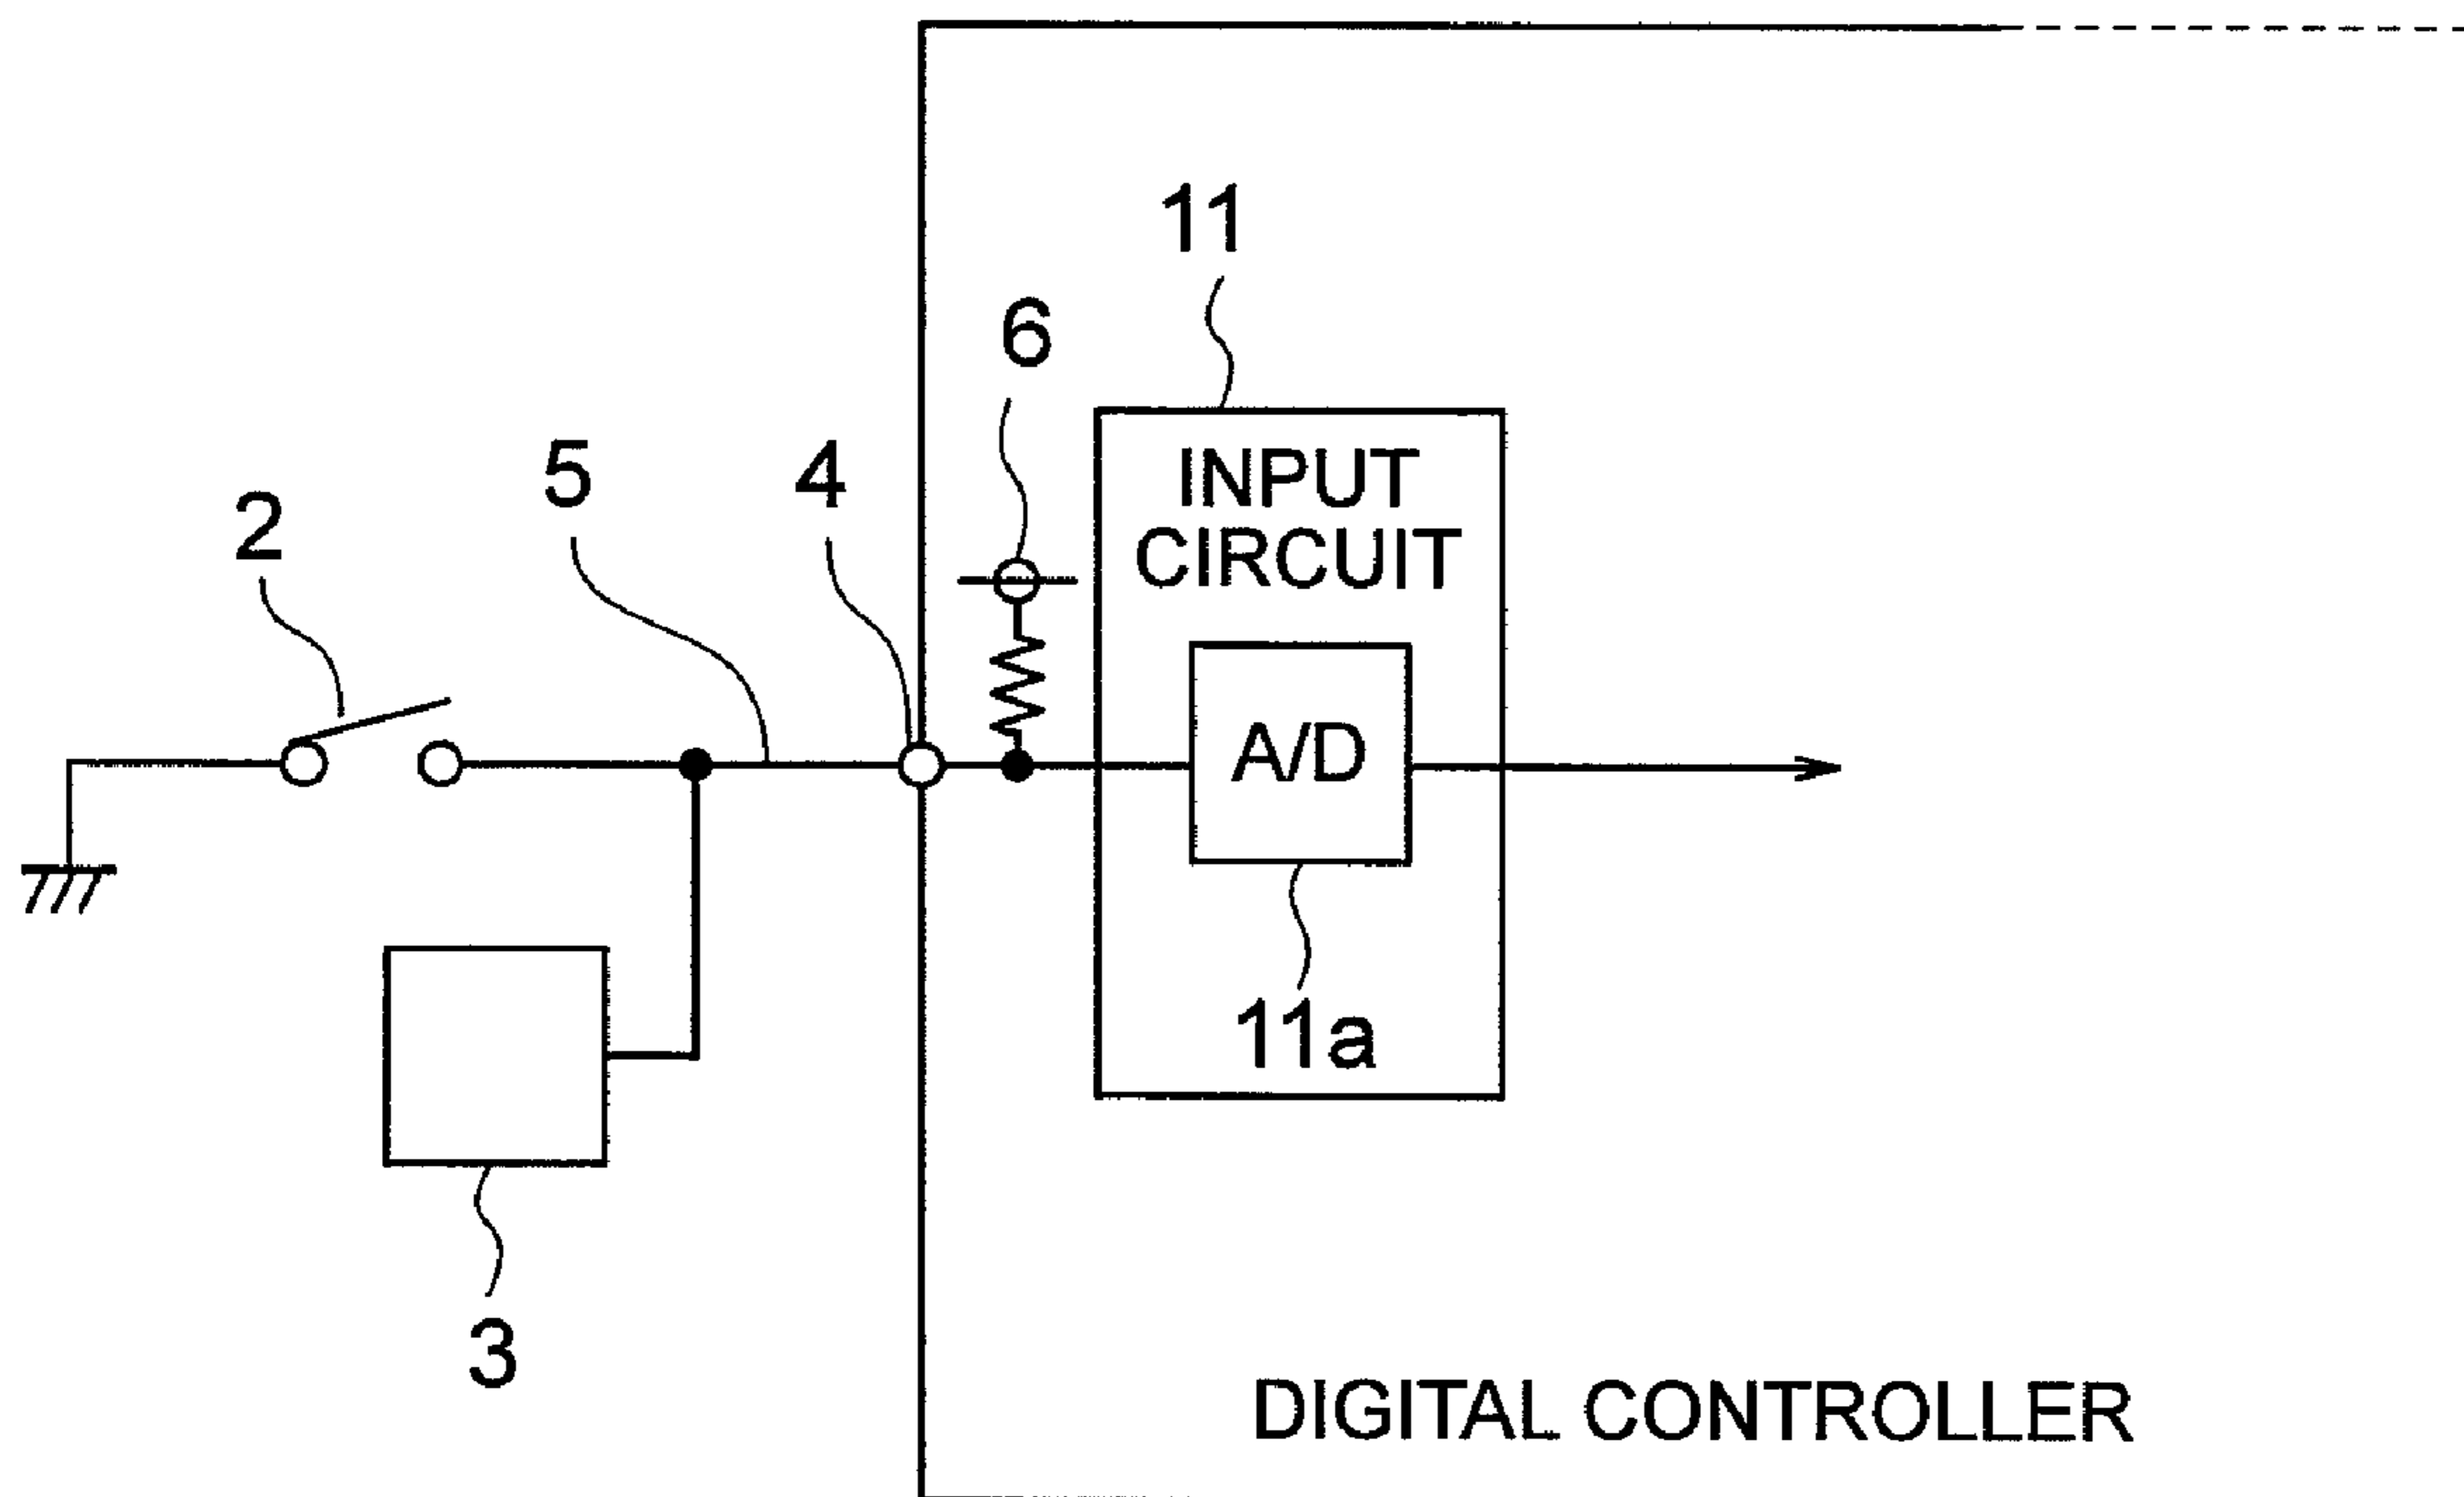 11
6
5
4
2
INPUT
CIRCUIT
A/D
11a
3
DIGITAL CONTROLLER